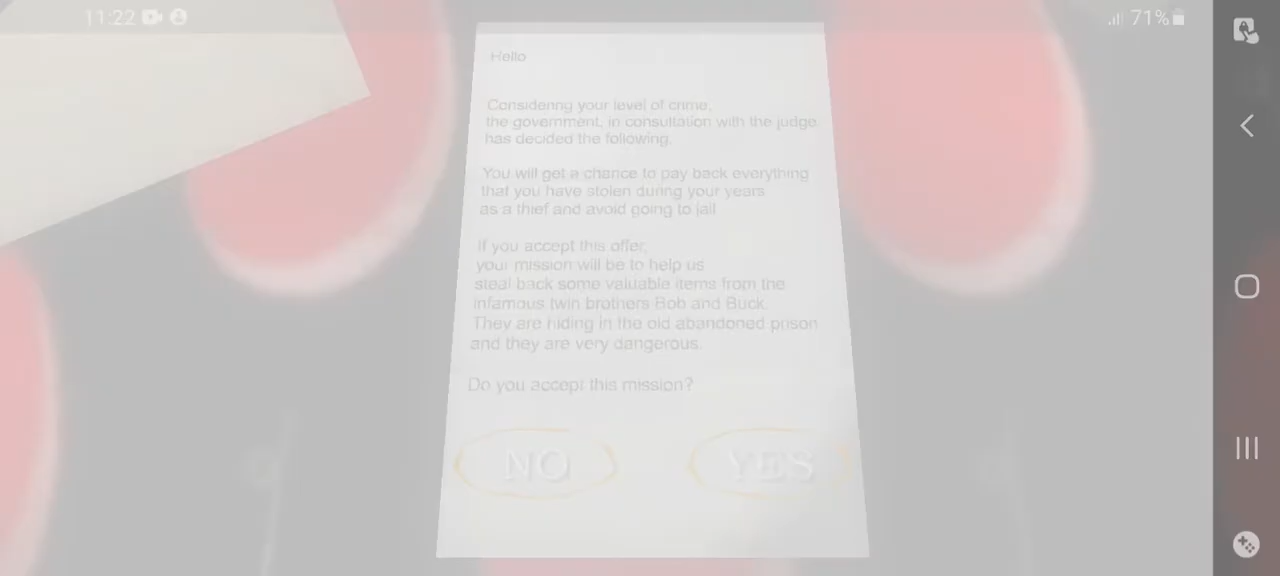 11:22
71%
Hello
Considering your level of crime,
the government, in consultation with the judge
has decided the following.
You will get a chance to pay back everything
that you have stolen during your years
as a thief and avoid going to jail
If you accept this offer,
your mission will be to help us
steal back some valuable items from the
infamous twin brothers Bob and Buck.
They are hiding in the old abandoned prison
and they are very dangerous.
Do you accept this mission?
NO YES